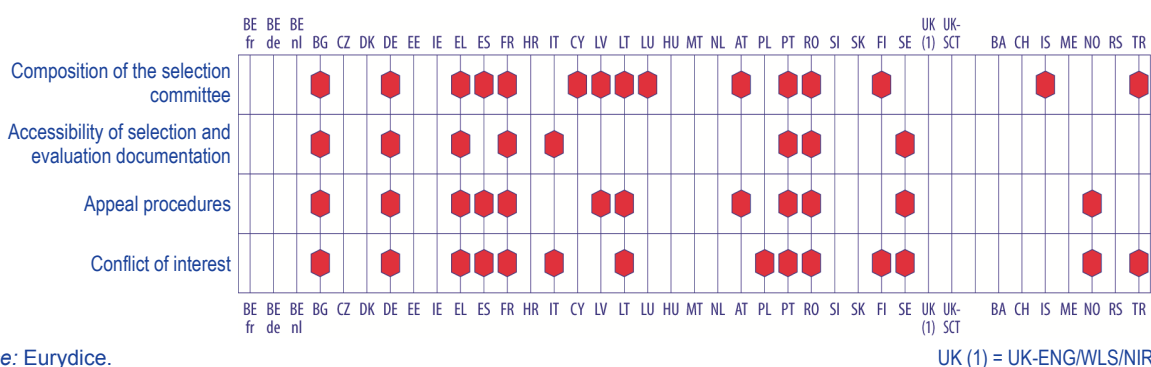 BE BE BE UK UK-
fr de nl BG CZ DK DE EE IE EL ES FR HR IT CY LV LT LU HU MT NL AT PL PT RO SI SK FI SE (1) SCT BA CH IS ME NO RS TR
Composition of the selection
committee
Accessibility of selection and
evaluation documentation
Appeal procedures
Conflict of interest
BE BE BE BG CZ DK DE EE IE EL ES FR HR IT CY LV LT LU HU MT NL AT PL PT RO SI SK FI SE UK UK- BA CH IS ME NO RS TR
fr de nl (1) SCT
e: Eurydice.
UK (1) = UK-ENG/WLS/NIR